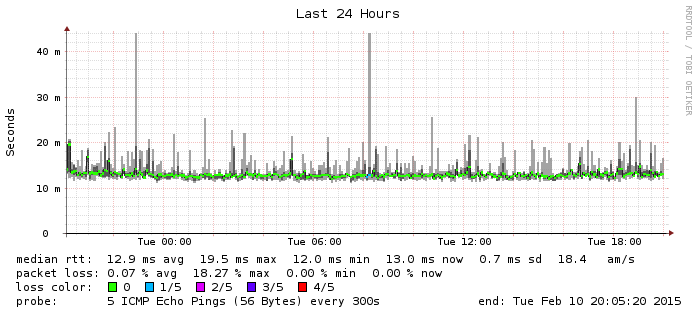 Last 24 Hours
RRDTOOL / TOBI OETIKER
Seconds
40 m
30 m
20 m
10 m
0
Tue 00:00 Tue 06:00 Tue 12:00 Tue 18:00
median rtt: 12.9 ms avg 19.5 ms max 12.0 ms min 13.0 ms now 0.7 ms sd 18.4 am/s
packet loss: 0.07 % avg 18.27 % max 0.00 % min 0.00 % now
loss color: 0 1/5 2/5 3/5 4/5
probe: 5 ICMP Echo Pings (56 Bytes) every 300s end: Tue Feb 10 20:05:20 2015